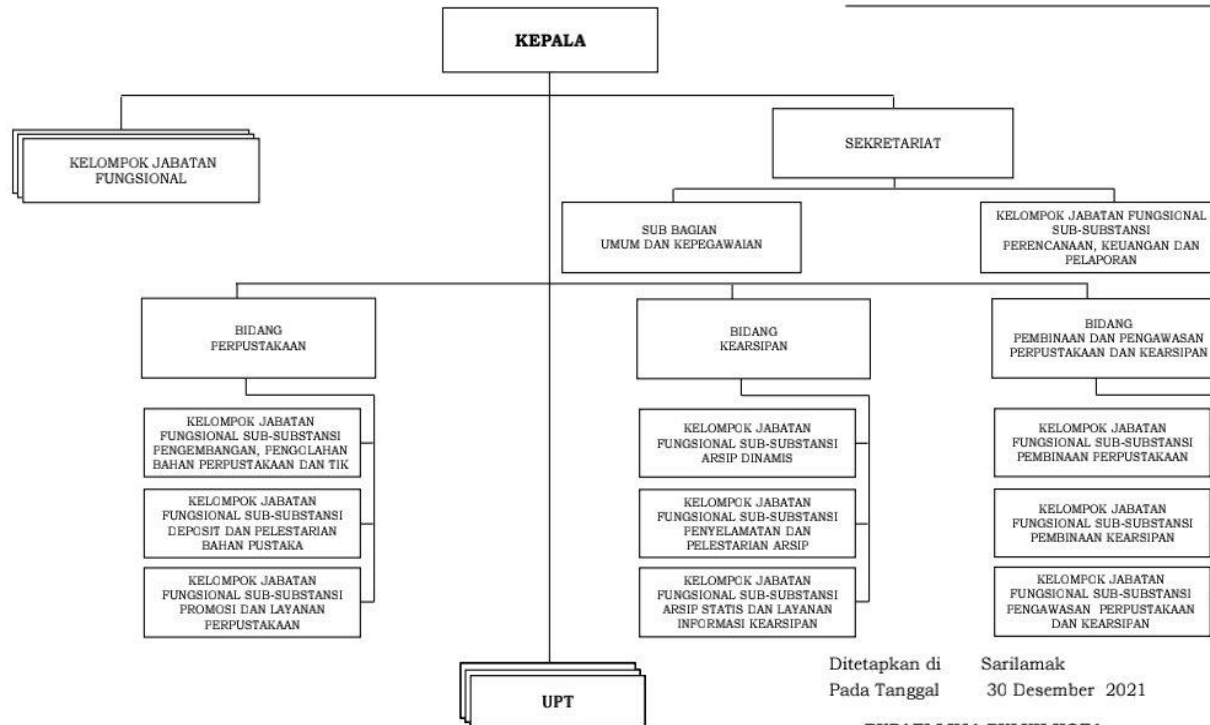 KEPALA
KELOMPOK JABATAN
FUNGSIONAL
SEKRETARIAT
SUB BAGIAN
UMUM DAN KEPEGAWAIAN
KELOMPOK JABATAN FUNGSIONAL
SUB-SUBSTANSI
PERENCANAAN, KEUANGAN DAN
PELAPORAN
BIDANG
PERPUSTAKAAN
BIDANG
KEARSIPAN
BIDANG
PEMBINAAN DAN PENGAWASAN
PERPUSTAKAAN DAN KEARSIPAN
KELOMPOK JABATAN
FUNGSIONAL SUB-SUBSTANSI
PENGEMBANGAN, PENGOLAHAN
BAHAN PERPUSTAKAAN DAN TIK
KELOMPOK JABATAN
FUNGSIONAL SUB-SUBSTANSI
DEPOSIT DAN PELESTARIAN
BAHAN PUSTAKA
KELOMPOK JABATAN
FUNGSIONAL SUB-SUBSTANSI
PROMOSI DAN LAYANAN
PERPUSTAKAAN
KELOMPOK JABATAN
FUNGSIONAL SUB-SUBSTANSI
ARSIP DINAMIS
KELOMPOK JABATAN
FUNGSIONAL SUB-SUBSTANSI
PENYELAMATAN DAN
PELESTARIAN ARSIP
KELOMPOK JABATAN
FUNGSIONAL SUB-SUBSTANSI
ARSIP STATIS DAN LAYANAN
INFORMASI KEARSIPAN
KELOMPOK JABATAN
FUNGSIONAL SUB-SUBSTANSI
PEMBINAAN PERPUSTAKAAN
KELOMPOK JABATAN
FUNGSIONAL SUB-SUBSTANSI
PEMBINAAN KEARSIPAN
KELOMPOK JABATAN
FUNGSIONAL SUB-SUBSTANSI
PENGAWASAN PERPUSTAKAAN
DAN KEARSIPAN
UPT
Ditetapkan di Sarilamak
Pada Tanggal 30 Desember 2021